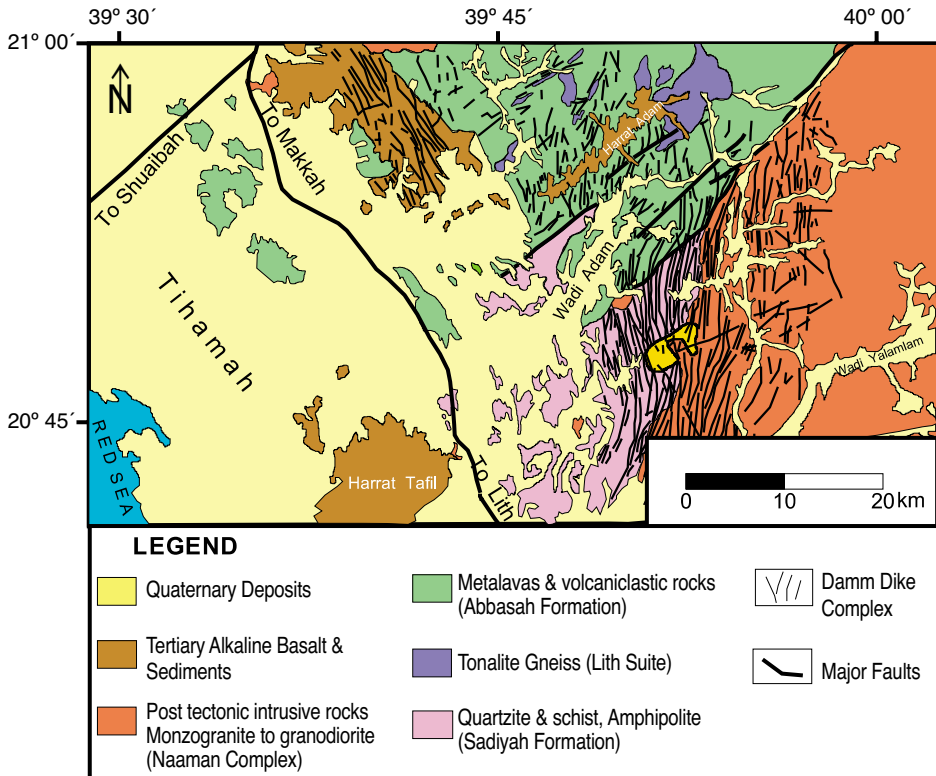 39º 30′
39º 45′
40º 00′
21º 00′
N
To Shuaibah
To Makkah
Harrat Adam
Wadi Adam
Tihamah
Wadi Yalamlam
20º 45′
RED SEA
Harrat Tafil
To Lith
0 10 20 km
LEGEND
Quaternary Deposits
Tertiary Alkaline Basalt &
Sediments
Post tectonic intrusive rocks
Monzogranite to granodiorite
(Naaman Complex)
Metalavas & volcaniclastic rocks
(Abbasah Formation)
Tonalite Gneiss (Lith Suite)
Quartzite & schist, Amphipolite
(Sadiyah Formation)
Damm Dike
Complex
Major Faults